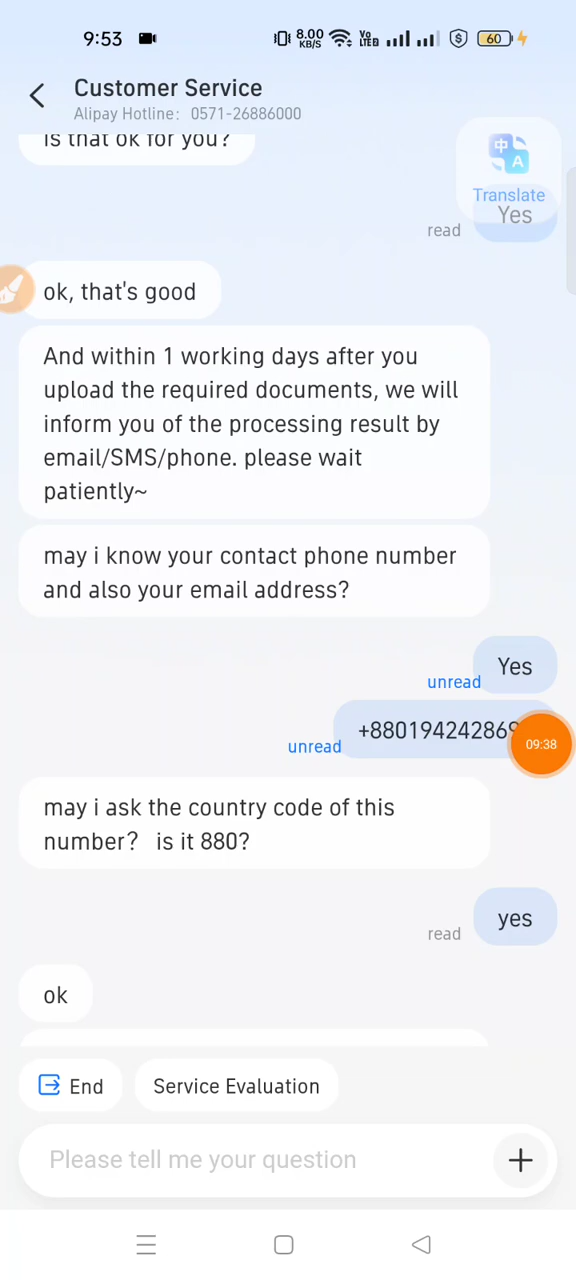 9:53
8.00
KB/S
Vo
LTE2
60
Customer Service
Alipay Hotline: 0571-26886000
Is that ok for you?
中
A
Translate
Yes
read
ok, that's good
And within 1 working days after you
upload the required documents, we will
inform you of the processing result by
email/SMS/phone. please wait
patiently~
may i know your contact phone number
and also your email address?
Yes
unread
+880194242869
unread
09:38
may i ask the country code of this
number? is it 880?
yes
read
ok
End
Service Evaluation
Please tell me your question